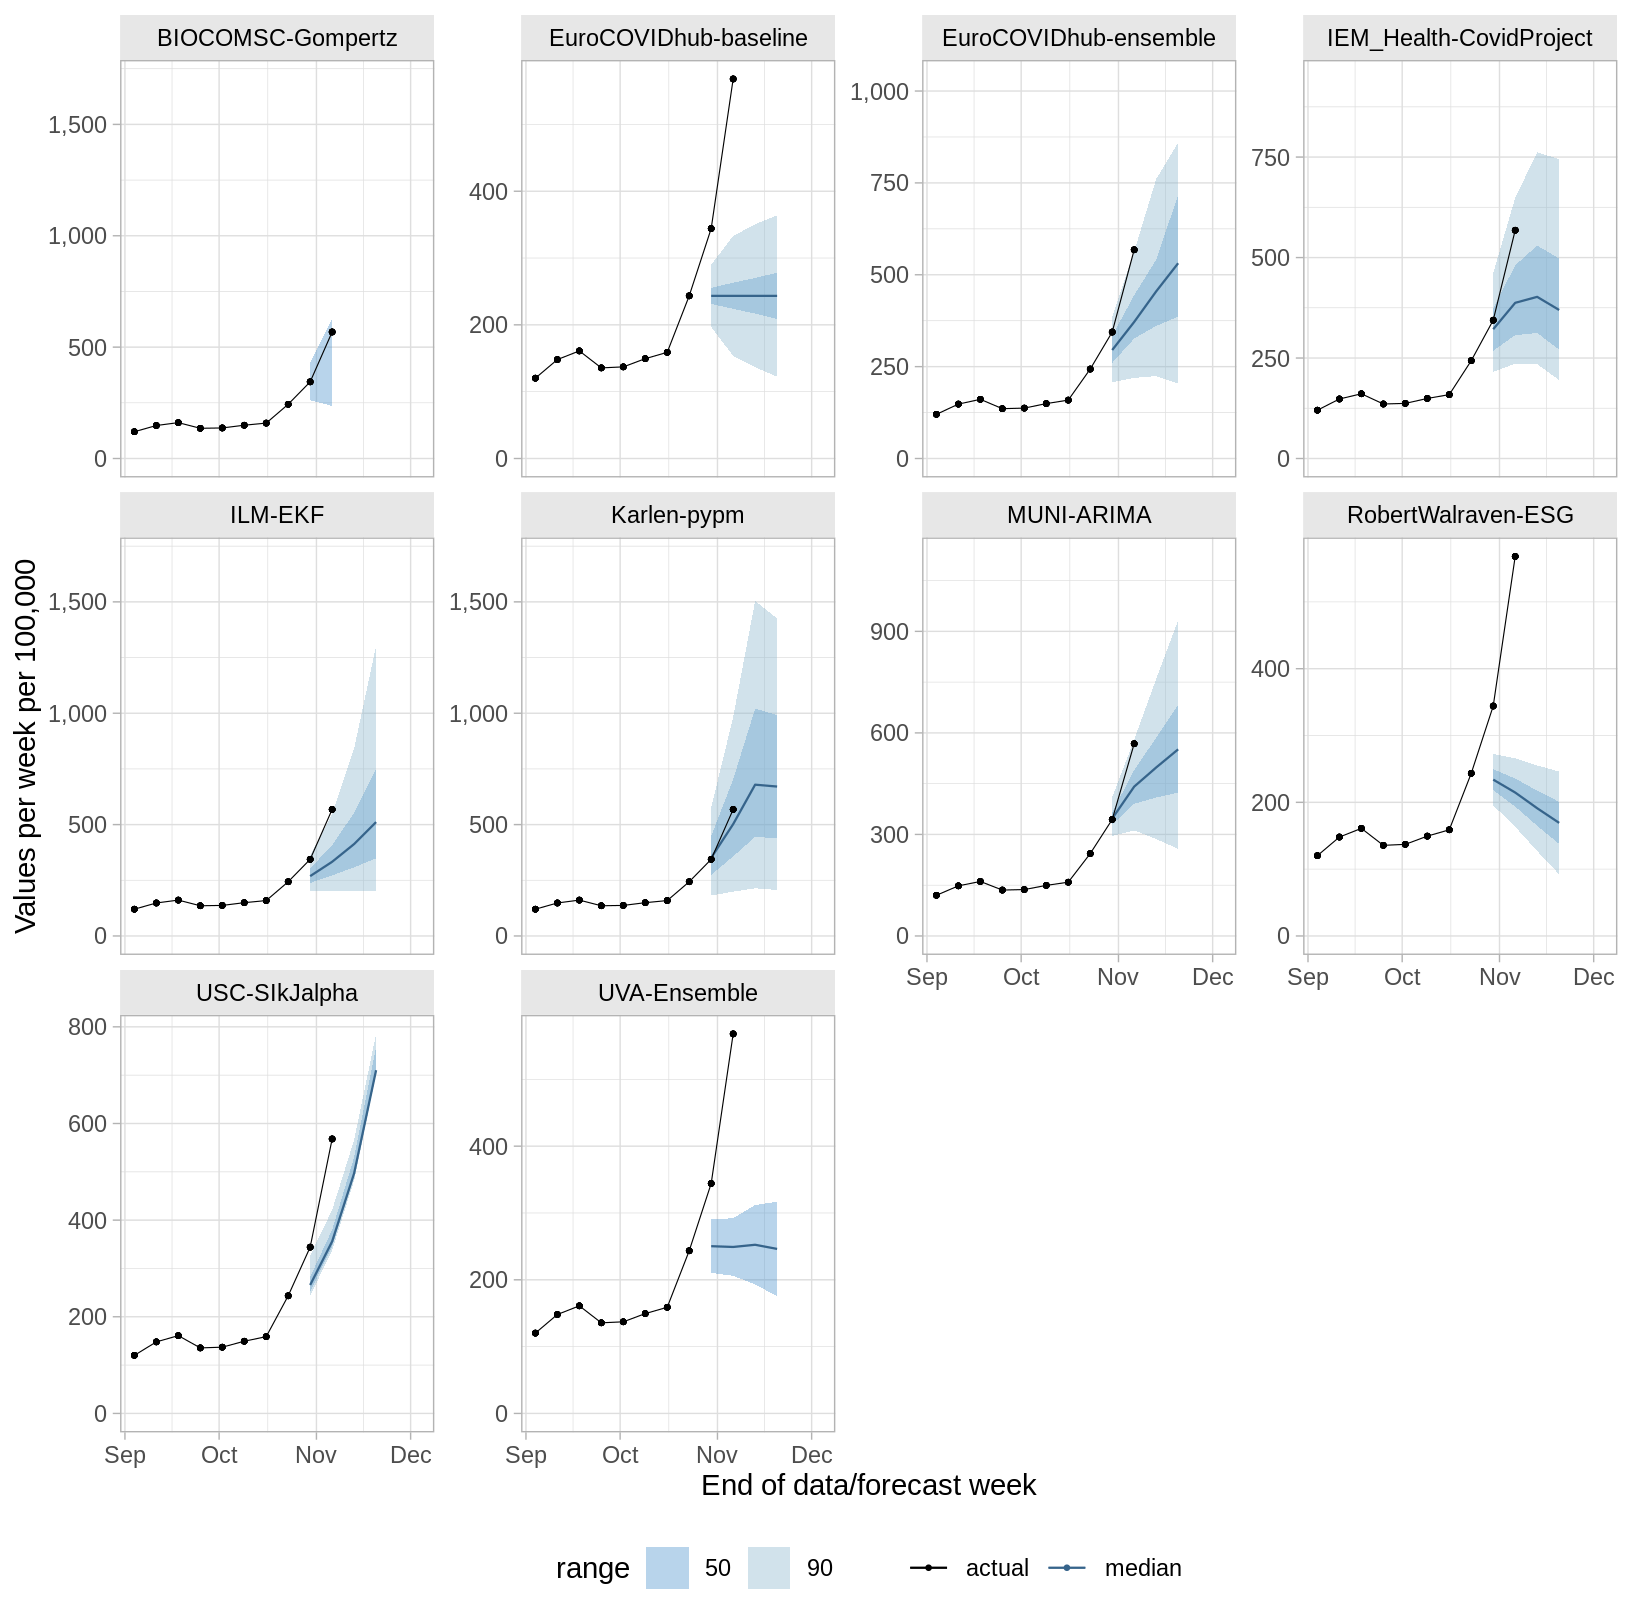 BIOCOMSC-Gompertz
EuroCOVIDhub-baseline
EuroCOVIDhub-ensemble
IEM_Health-CovidProject
1,500
1,000
500
0
400
200
0
1,000
750
500
250
0
750
500
250
0
ILM-EKF
Karlen-pypm
MUNI-ARIMA
RobertWalraven-ESG
Values per week per 100,000
1,500
1,000
500
0
1,500
1,000
500
0
900
600
300
0
400
200
0
Sep Oct Nov Dec
Sep Oct Nov Dec
USC-SIkJalpha
UVA-Ensemble
800
600
400
200
0
400
200
0
Sep Oct Nov Dec
Sep Oct Nov Dec
End of data/forecast week
range 50 90 actual median